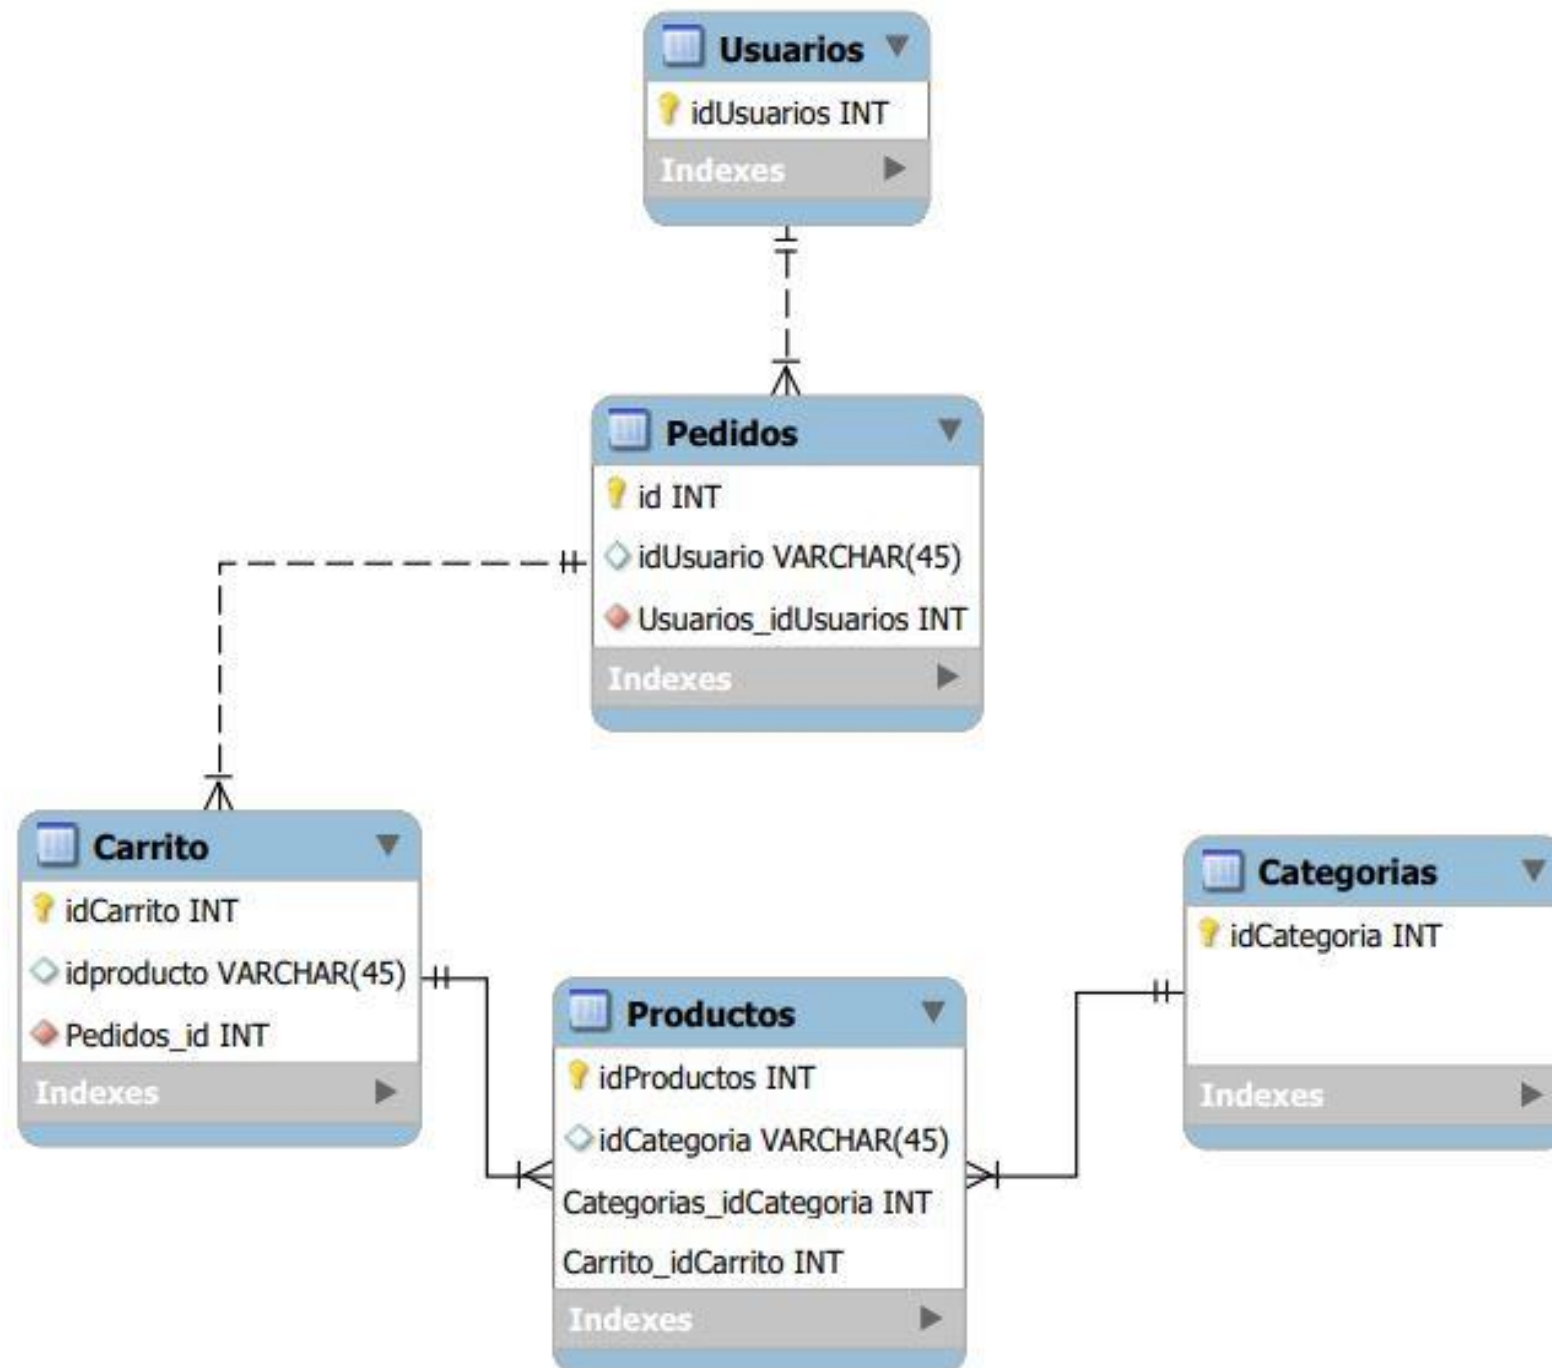 Usuarios
idUsuarios INT
Indexes
Pedidos
id INT
idUsuario VARCHAR(45)
Usuarios_idUsuarios INT
Indexes
Carrito
idCarrito INT
idproducto VARCHAR(45)
Pedidos_id INT
Indexes
Productos
idProductos INT
idCategoria VARCHAR(45)
Categorias_idCategoria INT
Carrito_idCarrito INT
Indexes
Categorias
idCategoria INT
Indexes